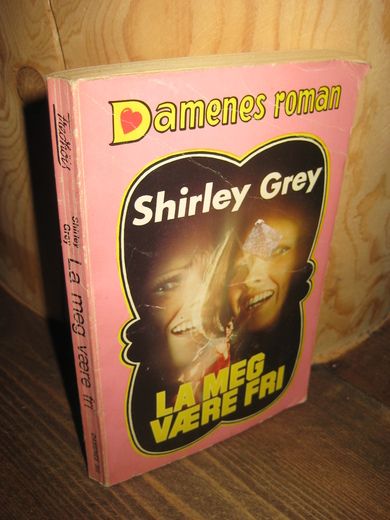 Damenes roman
Shirley Grey
LA MEG
VÆRE FRI
Shirley
Grey
La meg være fri